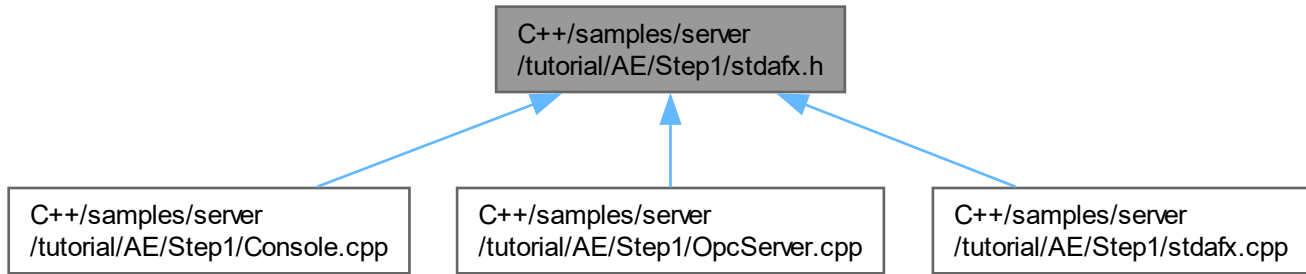 C++/samples/server
/tutorial/AE/Step1/stdafx.h
C++/samples/server
/tutorial/AE/Step1/Console.cpp
C++/samples/server
/tutorial/AE/Step1/OpcServer.cpp
C++/samples/server
/tutorial/AE/Step1/stdafx.cpp